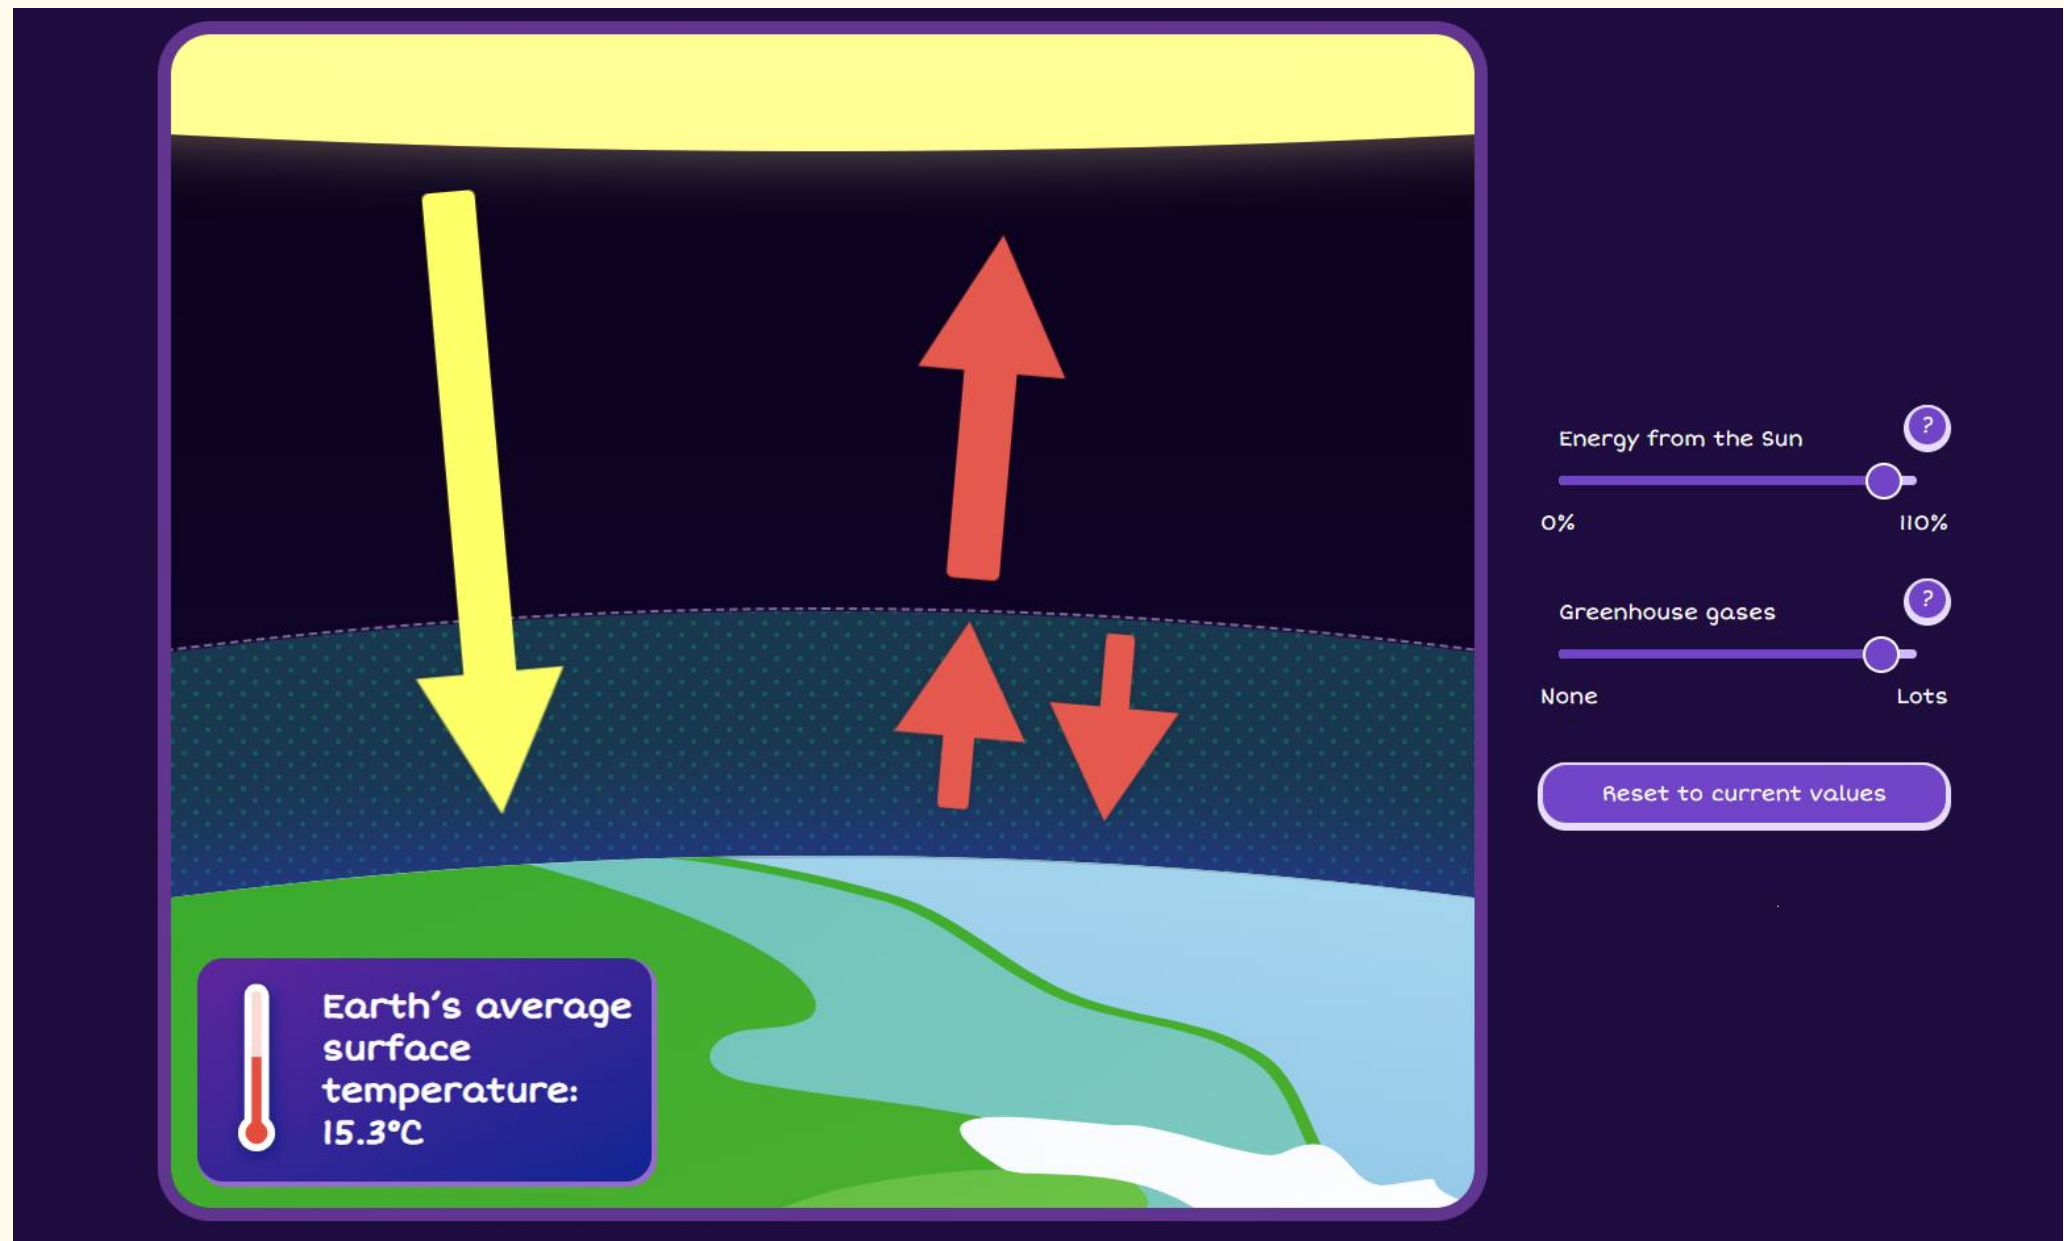 Energy from the Sun
?
0%
110%
Greenhouse gases
?
None
Lots
Reset to current values
Earth's average
surface
temperature:
15.3°C